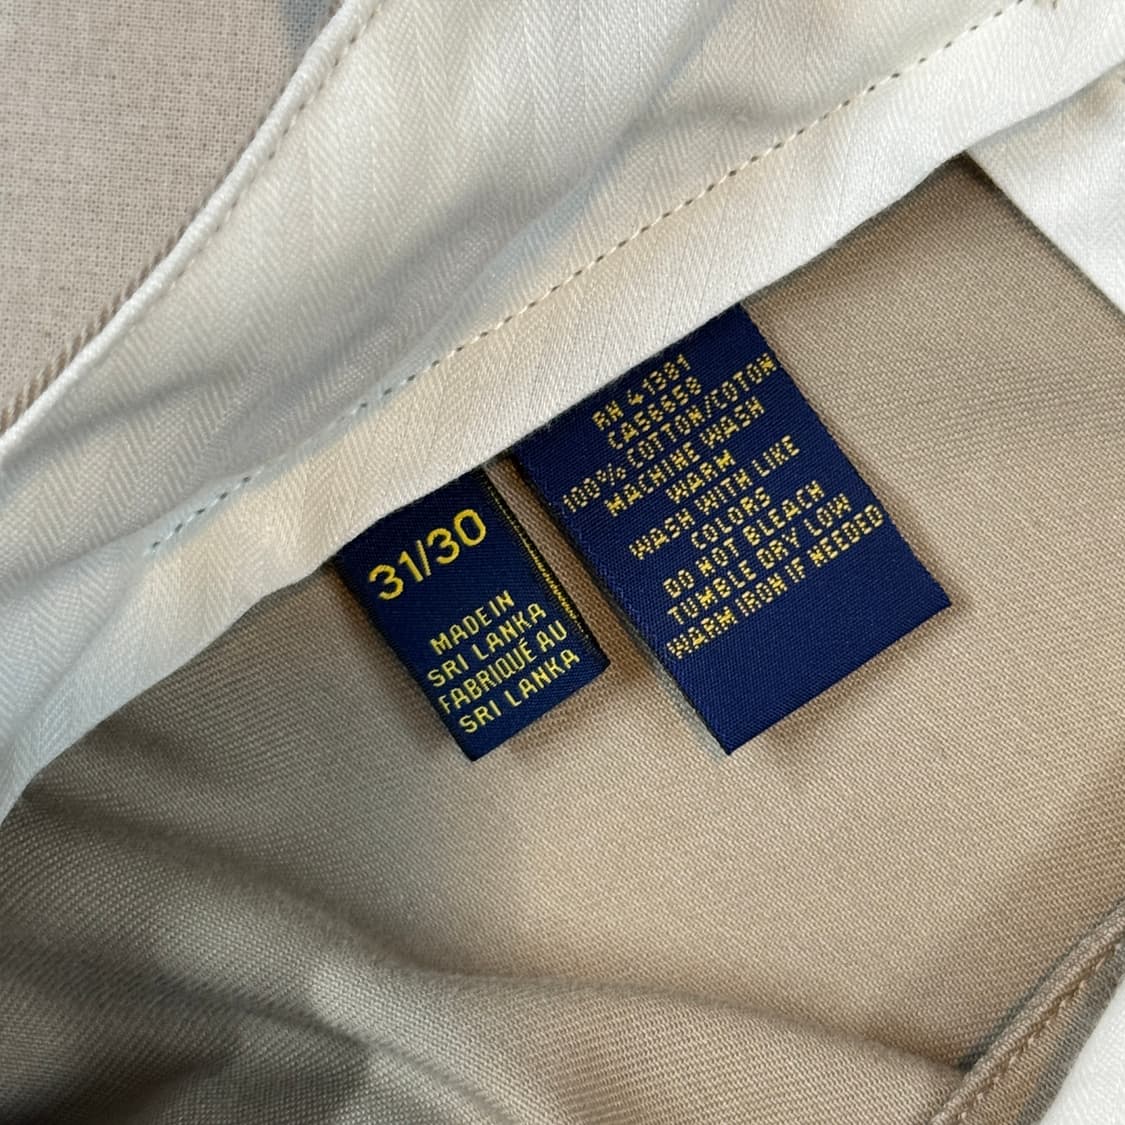 31/30
MADE IN
SRI LANKA
FABRIQUÉ AU
SRI LANKA
RN 41381
CA56658
100% COTTON/COTON
MACHINE WASH
WARM
WASH WITH LIKE
COLORS
DO NOT BLEACH
TUMBLE DRY LOW
WARM IRON IF NEEDED